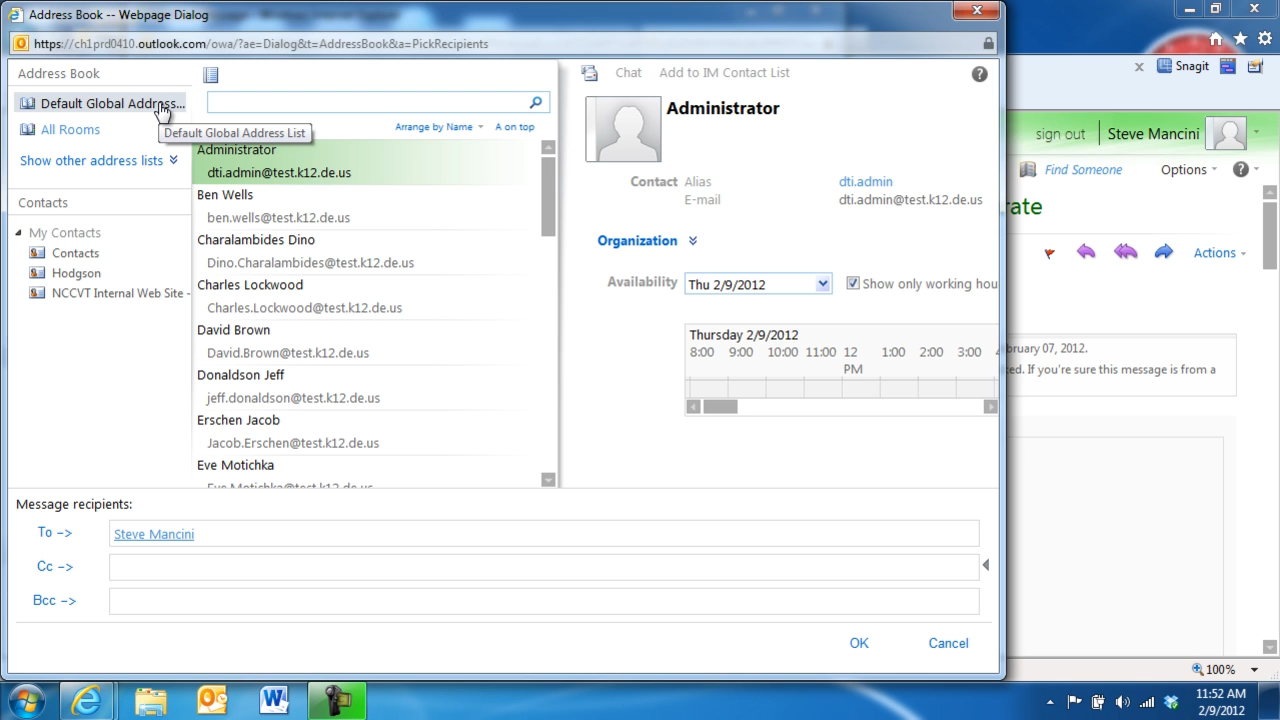 Address Book -- Webpage Dialog
https://ch1prd0410.outlook.com/owa/?ae=Dialog&t=AddressBook&a=PickRecipients
Address Book
Default Global Address...
All Rooms
Default Global Address List
Show other address lists
Contacts
My Contacts
Contacts
Hodgson
NCCVT Internal Web Site -
Arrange by Name
A on top
Administrator
dti.admin@test.k12.de.us
Ben Wells
ben.wells@test.k12.de.us
Charalambides Dino
Dino.Charalambides@test.k12.de.us
Charles Lockwood
Charles.Lockwood@test.k12.de.us
David Brown
David.Brown@test.k12.de.us
Donaldson Jeff
jeff.donaldson@test.k12.de.us
Erschen Jacob
Jacob.Erschen@test.k12.de.us
Eve Motichka
Eve.Motichka@test.k12.de.us
Chat Add to IM Contact List
Administrator
Contact Alias dti.admin
E-mail dti.admin@test.k12.de.us
Organization
Availability Thu 2/9/2012 Show only working hou
Thursday 2/9/2012
8:00 9:00 10:00 11:00 12 PM 1:00 2:00 3:00
Message recipients:
To -> Steve Mancini
Cc ->
Bcc ->
OK Cancel
Snagit
sign out Steve Mancini
Find Someone Options
rate
Actions
bruary 07, 2012.
ked. If you're sure this message is from a
100%
11:52 AM
2/9/2012